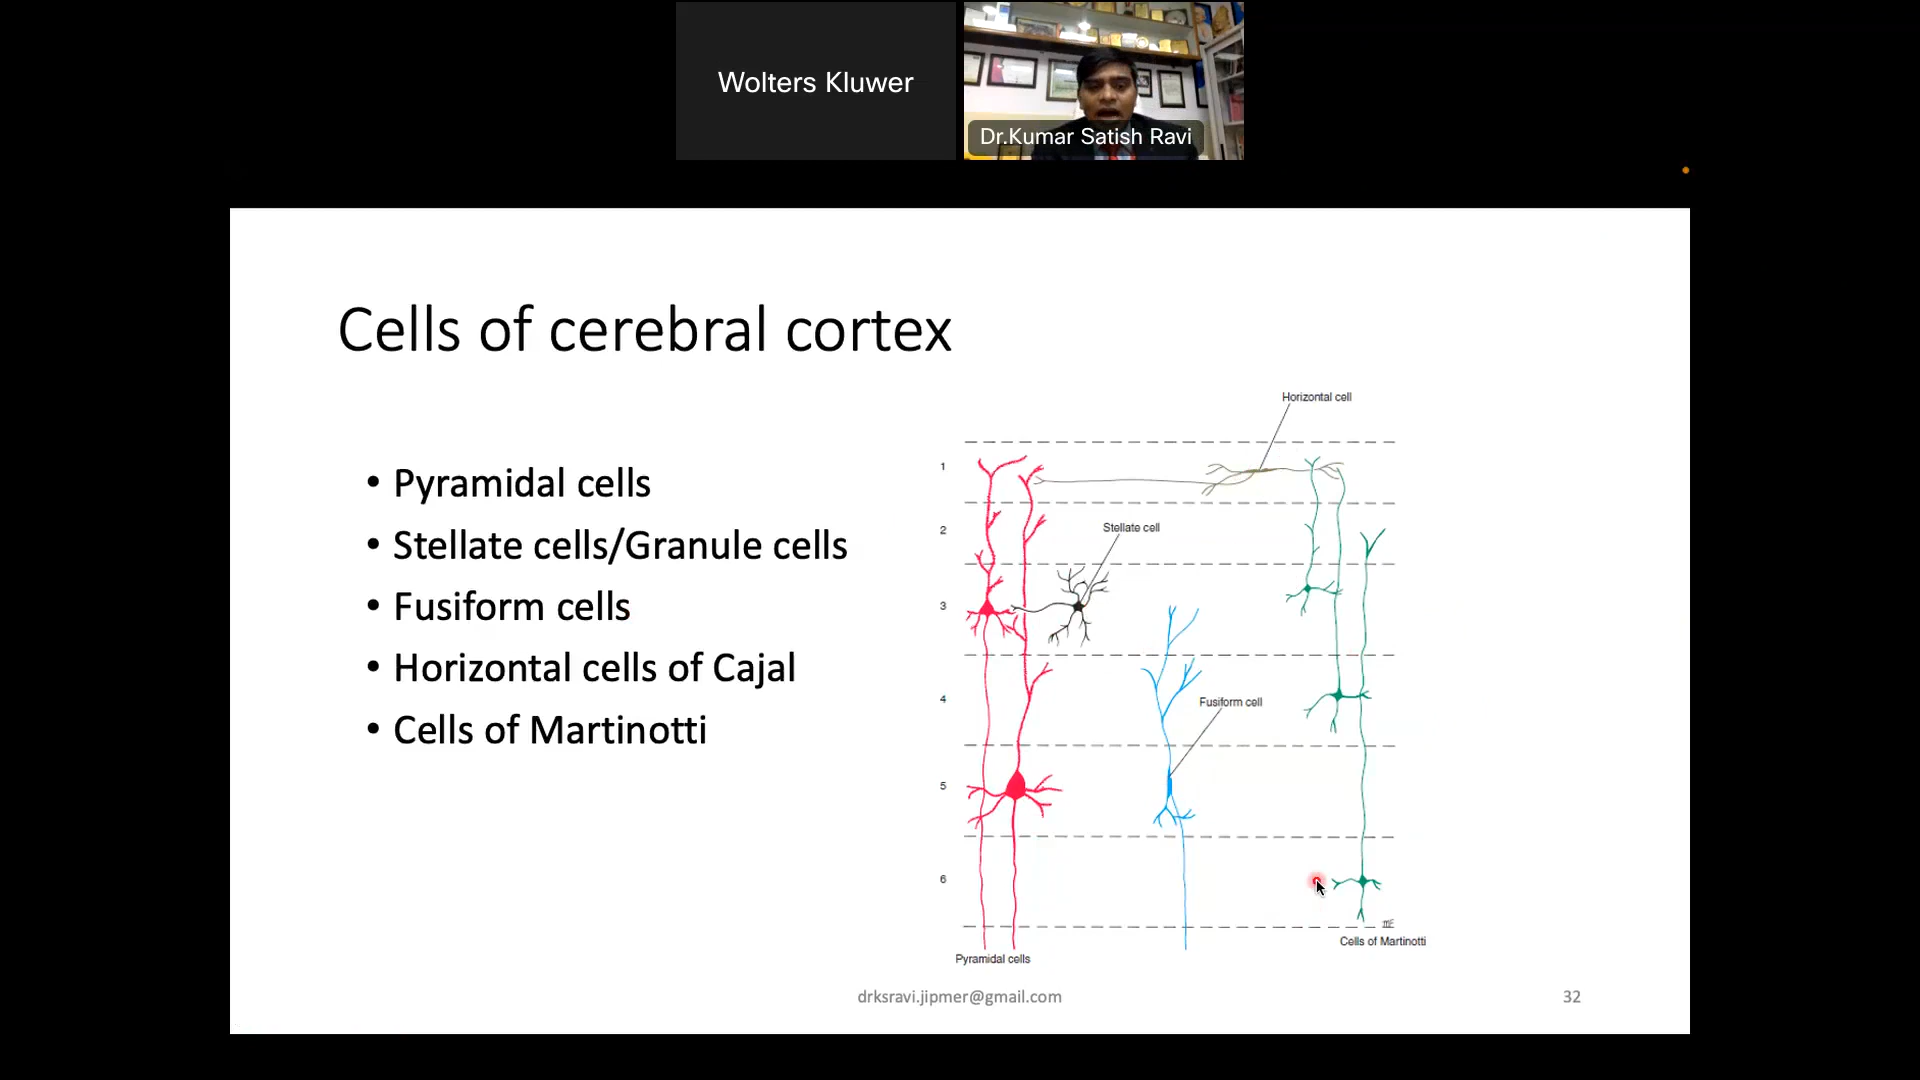 Wolters Kluwer
Dr.Kumar Satish Ravi
Cells of cerebral cortex
• Pyramidal cells
• Stellate cells/Granule cells
• Fusiform cells
• Horizontal cells of Cajal
• Cells of Martinotti
Horizontal cell
1
2
Stellate cell
3
4
Fusiform cell
5
6
Cells of Martinotti
Pyramidal cells
drksravi.jipmer@gmail.com
32